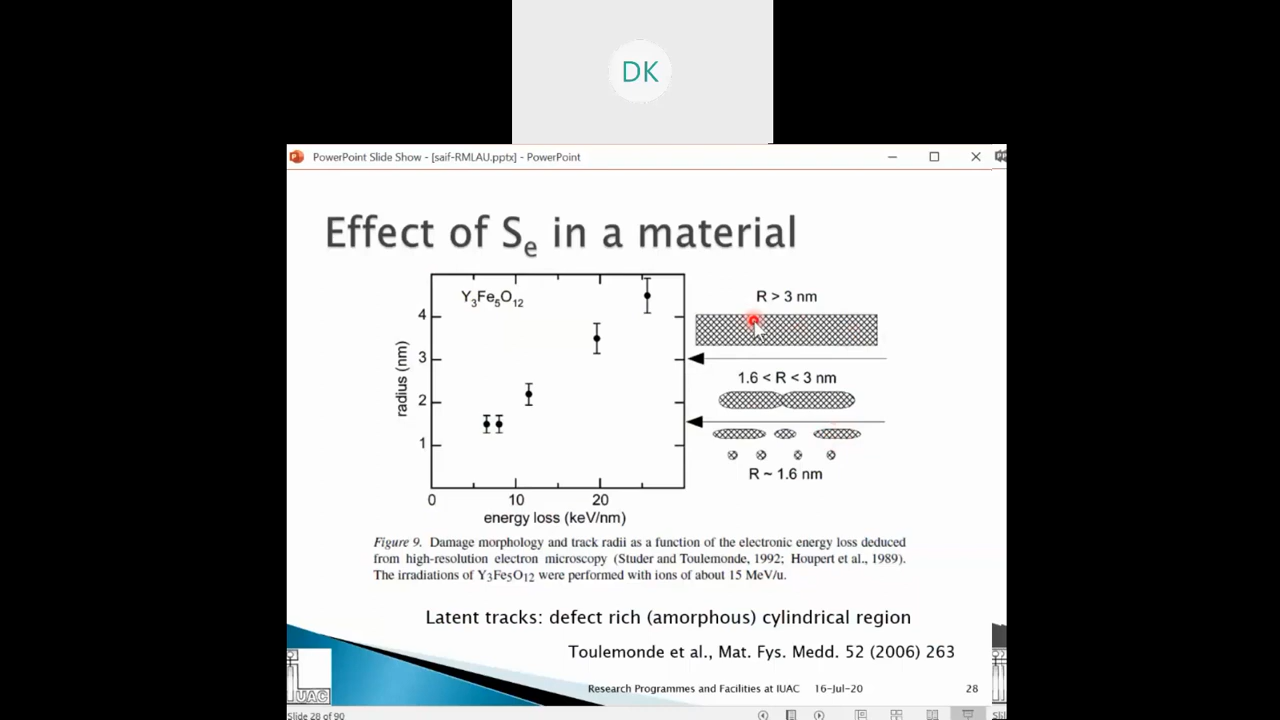 DK
PowerPoint Slide Show - [saif-RMLAU.pptx] - PowerPoint
Effect of Se in a material
Y3Fe5O12
4
3
2
1
radius (nm)
0 10 20
energy loss (keV/nm)
R > 3 nm
1.6 < R < 3 nm
R ~ 1.6 nm
Figure 9. Damage morphology and track radii as a function of the electronic energy loss deduced
from high-resolution electron microscopy (Studer and Toulemonde, 1992; Houpert et al., 1989).
The irradiations of Y3Fe5O12 were performed with ions of about 15 MeV/u.
Latent tracks: defect rich (amorphous) cylindrical region
Toulemonde et al., Mat. Fys. Medd. 52 (2006) 263
IUAC
Research Programmes and Facilities at IUAC 16-Jul-20 28
Slide 28 of 90